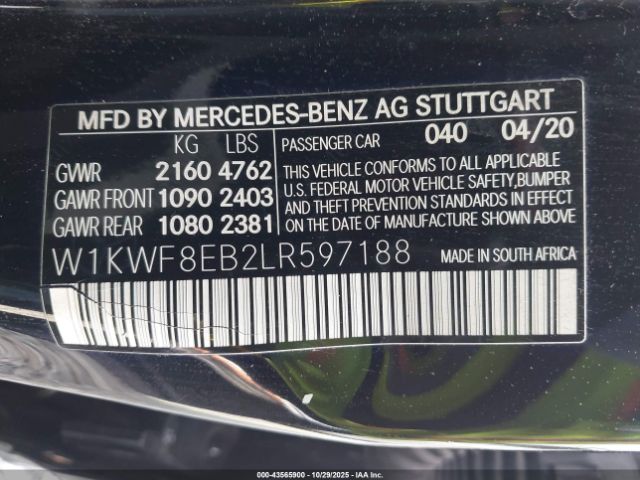 MFD BY MERCEDES-BENZ AG STUTTGART
KG LBS
GVWR 2160 4762
GAWR FRONT 1090 2403
GAWR REAR 1080 2381
PASSENGER CAR 040 04/20
THIS VEHICLE CONFORMS TO ALL APPLICABLE
U.S. FEDERAL MOTOR VEHICLE SAFETY,BUMPER
AND THEFT PREVENTION STANDARDS IN EFFECT
ON THE DATE OF MANUFACTURE SHOWN ABOVE.
W1KWF8EB2LR597188 MADE IN SOUTH AFRICA
000-43565900 10/29/2025 IAA, Inc.